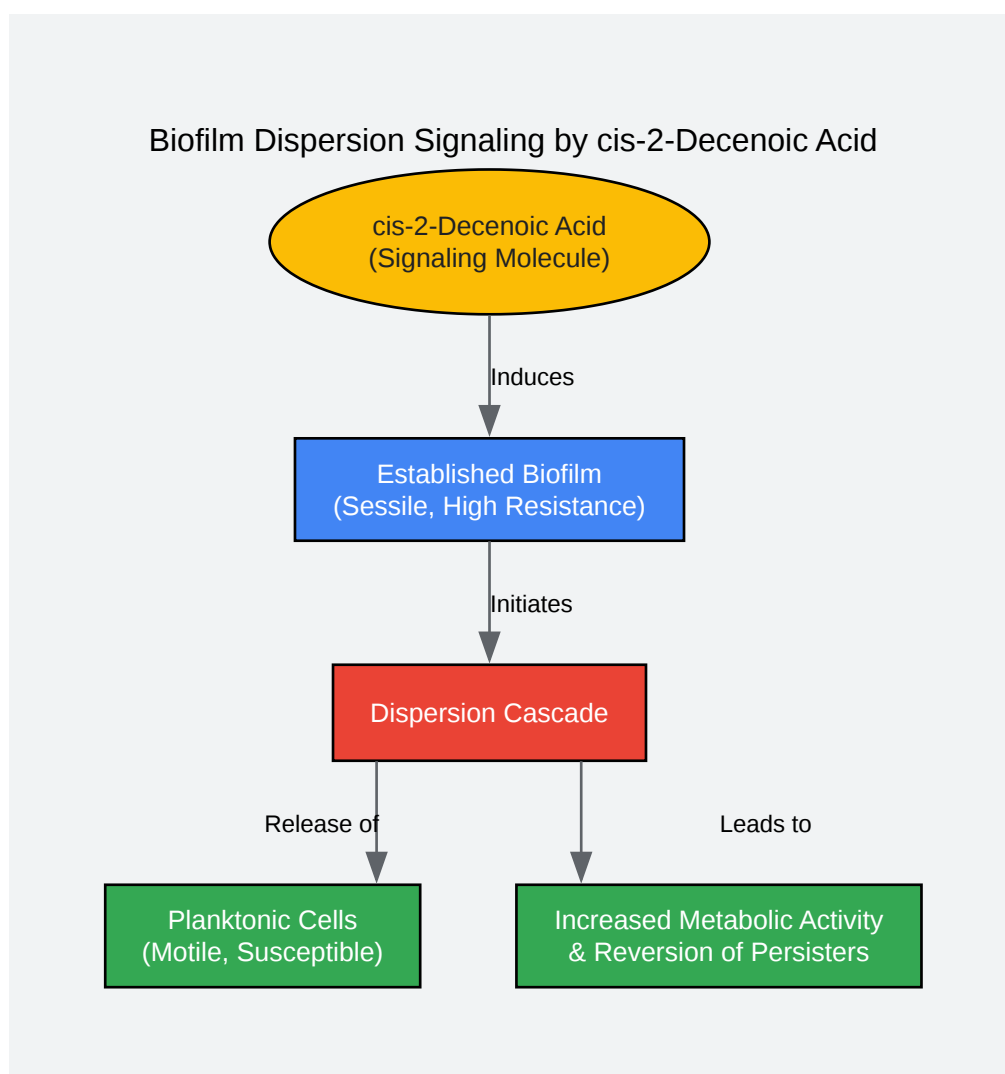 Biofilm Dispersion Signaling by cis-2-Decenoic Acid
cis-2-Decenoic Acid
(Signaling Molecule)
Induces
Established Biofilm
(Sessile, High Resistance)
Initiates
Dispersion Cascade
Release of
Leads to
Planktonic Cells
(Motile, Susceptible)
Increased Metabolic Activity
& Reversion of Persisters